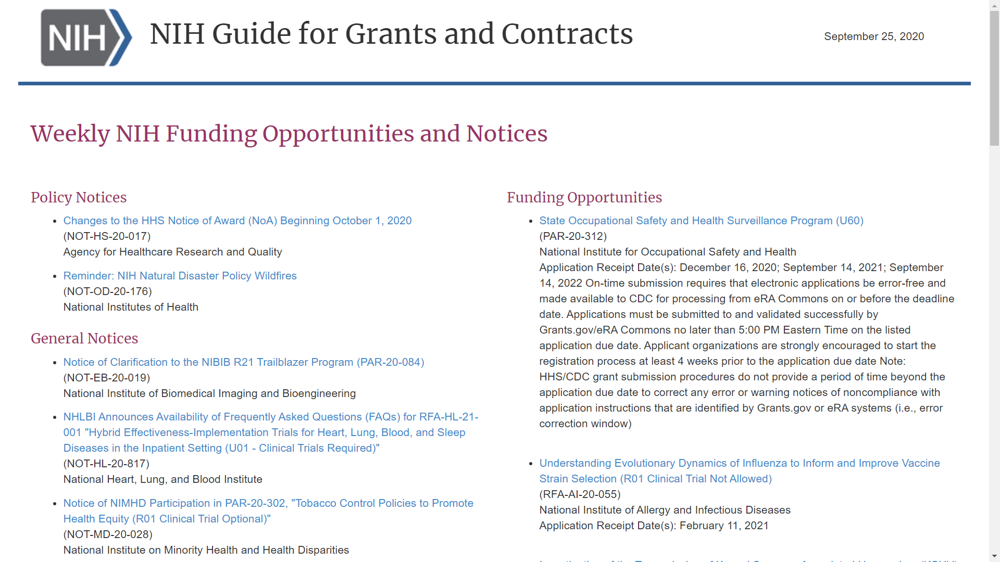 NIH
NIH Guide for Grants and Contracts
September 25, 2020
Weekly NIH Funding Opportunities and Notices
Policy Notices
• Changes to the HHS Notice of Award (NoA) Beginning October 1, 2020
(NOT-HS-20-017)
Agency for Healthcare Research and Quality
• Reminder: NIH Natural Disaster Policy Wildfires
(NOT-OD-20-176)
National Institutes of Health
General Notices
• Notice of Clarification to the NIBIB R21 Trailblazer Program (PAR-20-084)
(NOT-EB-20-019)
National Institute of Biomedical Imaging and Bioengineering
• NHLBI Announces Availability of Frequently Asked Questions (FAQs) for RFA-HL-21-
001 "Hybrid Effectiveness-Implementation Trials for Heart, Lung, Blood, and Sleep
Diseases in the Inpatient Setting (U01 - Clinical Trials Required)"
(NOT-HL-20-817)
National Heart, Lung, and Blood Institute
• Notice of NIMHD Participation in PAR-20-302, "Tobacco Control Policies to Promote
Health Equity (R01 Clinical Trial Optional)"
(NOT-MD-20-028)
National Institute on Minority Health and Health Disparities
Funding Opportunities
• State Occupational Safety and Health Surveillance Program (U60)
(PAR-20-312)
National Institute for Occupational Safety and Health
Application Receipt Date(s): December 16, 2020; September 14, 2021; September
14, 2022 On-time submission requires that electronic applications be error-free and
made available to CDC for processing from eRA Commons on or before the deadline
date. Applications must be submitted to and validated successfully by
Grants.gov/eRA Commons no later than 5:00 PM Eastern Time on the listed
application due date. Applicant organizations are strongly encouraged to start the
registration process at least 4 weeks prior to the application due date Note:
HHS/CDC grant submission procedures do not provide a period of time beyond the
application due date to correct any error or warning notices of noncompliance with
application instructions that are identified by Grants.gov or eRA systems (i.e., error
correction window)
• Understanding Evolutionary Dynamics of Influenza to Inform and Improve Vaccine
Strain Selection (R01 Clinical Trial Not Allowed)
(RFA-AI-20-055)
National Institute of Allergy and Infectious Diseases
Application Receipt Date(s): February 11, 2021